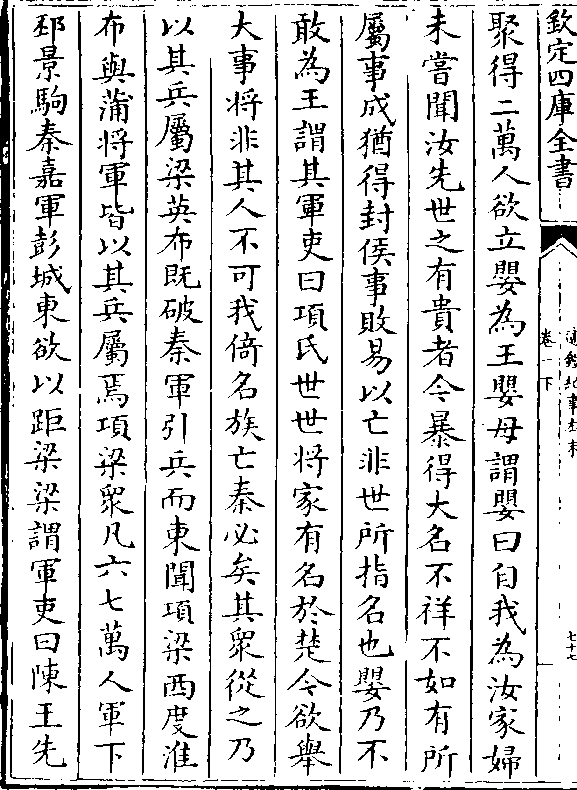 欽定四庫全書
通鑑紀事本末
卷一下
七十七
聚得二萬人欲立嬰為王嬰母謂嬰曰自我為汝家婦
未嘗聞汝先世之有貴者今暴得大名不祥不如有所
屬事成猶得封侯事敗易以亡非世所指名也嬰乃不
敢為王謂其軍吏曰項氏世世將家有名於楚今欲舉
大事將非其人不可我倚名族亡秦必矣其衆從之乃
以其兵屬梁英布既破秦軍引兵而東聞項梁西度淮
布與蒲將軍皆以其兵屬焉項梁衆凡六七萬人軍下
邳景駒秦嘉軍彭城東欲以距梁梁謂軍吏曰陳王先